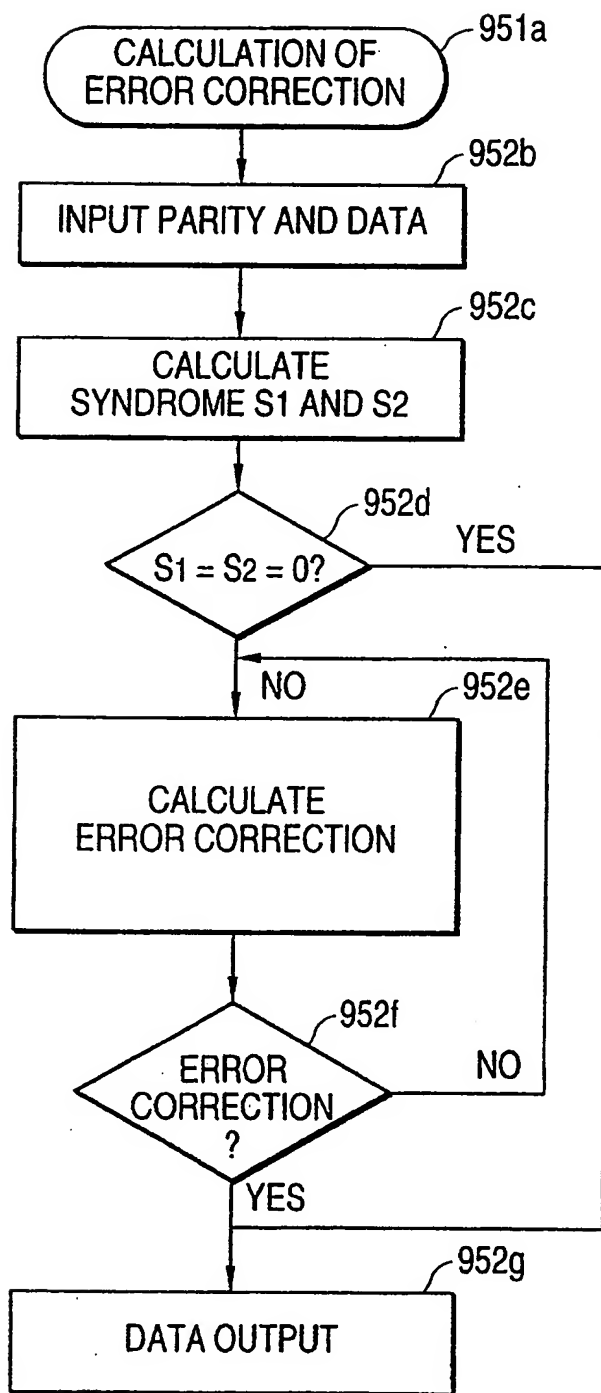 951a
CALCULATION OF
ERROR CORRECTION
952b
INPUT PARITY AND DATA
952c
CALCULATE
SYNDROME S1 AND S2
952d
S1 = S2 = 0?
YES
NO
952e
CALCULATE
ERROR CORRECTION
952f
ERROR
CORRECTION
?
NO
YES
952g
DATA OUTPUT